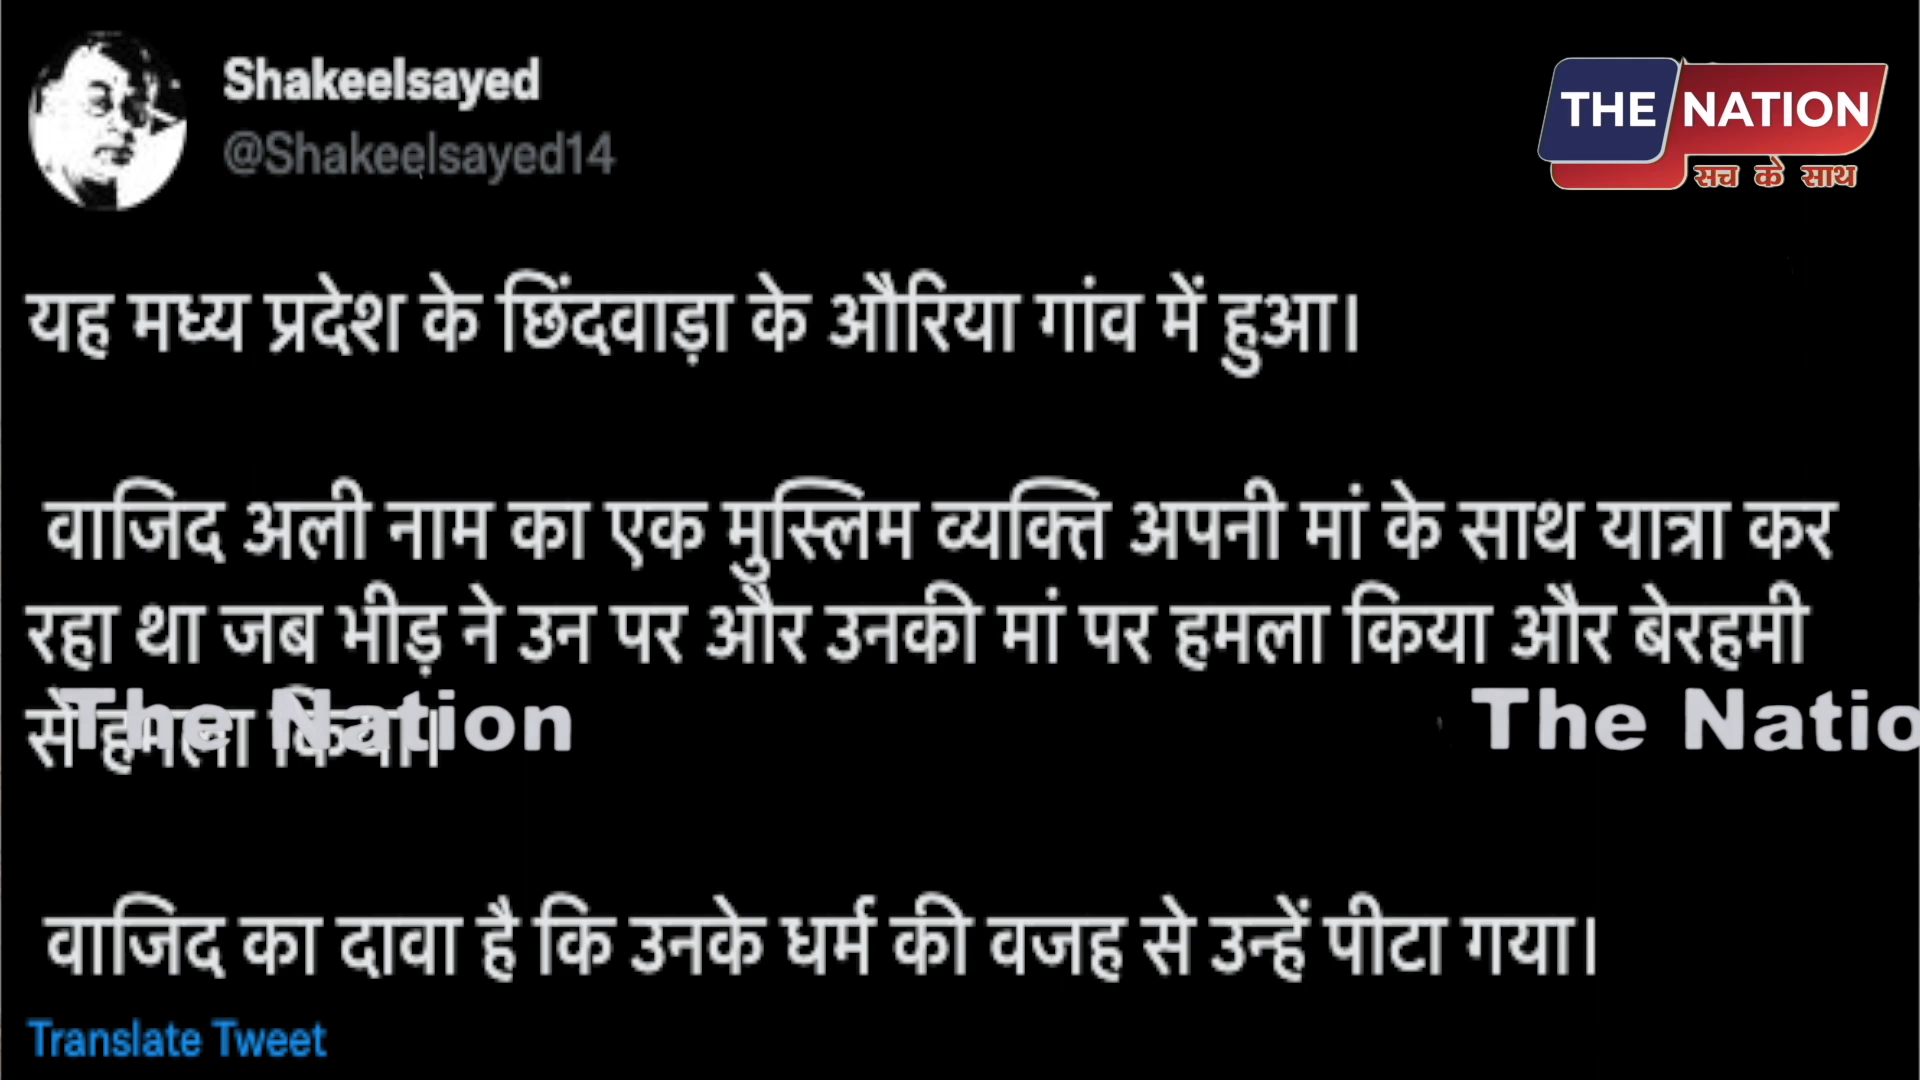 Shakeelsayed
@Shakeelsayed14
THE NATION
सच के साथ
यह मध्य प्रदेश के छिंदवाड़ा के औरिया गांव में हुआ।
वाजिद अली नाम का एक मुस्लिम व्यक्ति अपनी मां के साथ यात्रा कर
रहा था जब भीड़ ने उन पर और उनकी मां पर हमला किया और बेरहमी
से हमला किया।
The Nation
The Natio
वाजिद का दावा है कि उनके धर्म की वजह से उन्हें पीटा गया।
Translate Tweet